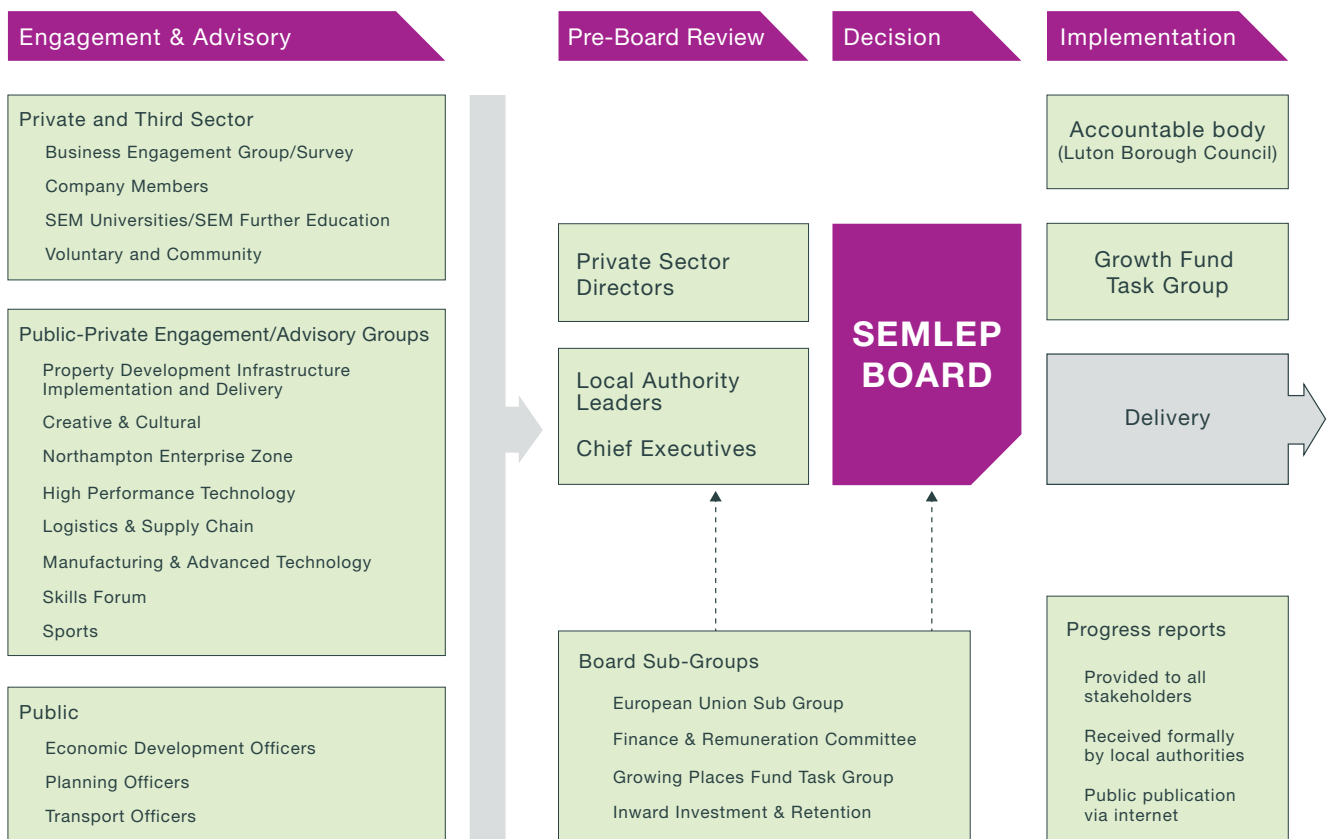 Engagement & Advisory
Pre-Board Review
Decision
Implementation
Private and Third Sector
Business Engagement Group/Survey
Company Members
SEM Universities/SEM Further Education
Voluntary and Community
Public-Private Engagement/Advisory Groups
Property Development Infrastructure
Implementation and Delivery
Creative & Cultural
Northampton Enterprise Zone
High Performance Technology
Logistics & Supply Chain
Manufacturing & Advanced Technology
Skills Forum
Sports
Public
Economic Development Officers
Planning Officers
Transport Officers
Private Sector
Directors
Local Authority
Leaders
Chief Executives
Board Sub-Groups
European Union Sub Group
Finance & Remuneration Committee
Growing Places Fund Task Group
Inward Investment & Retention
SEMLEP
BOARD
Accountable body
(Luton Borough Council)
Growth Fund
Task Group
Delivery
Progress reports
Provided to all
stakeholders
Received formally
by local authorities
Public publication
via internet